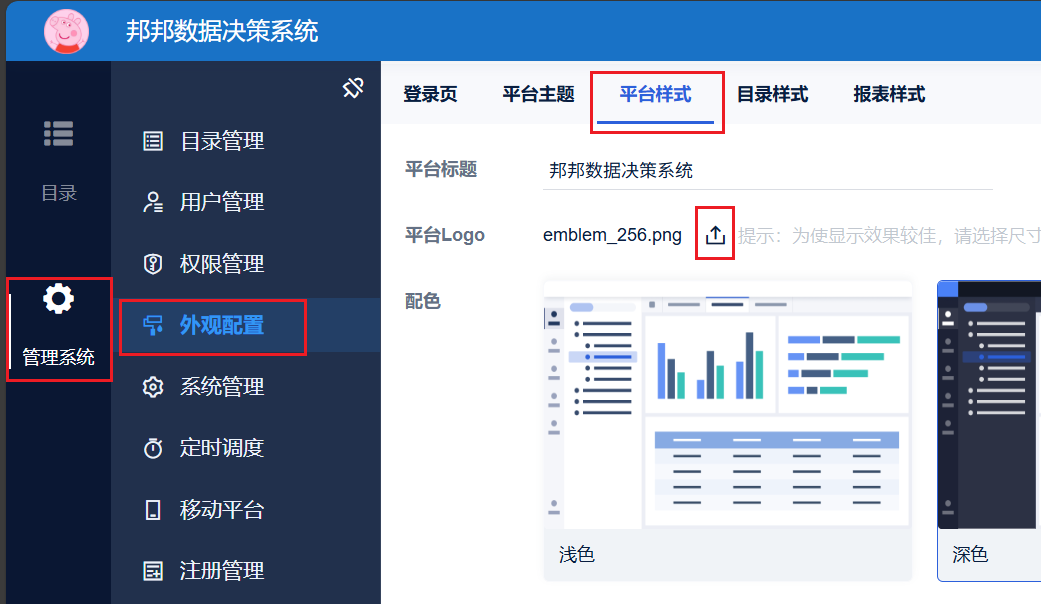 邦邦数据决策系统
目录
管理系统
目录管理
用户管理
权限管理
外观配置
系统管理
定时调度
移动平台
注册管理
登录页 平台主题 平台样式 目录样式 报表样式
平台标题 邦邦数据决策系统
平台Logo emblem_256.png 提示：为使显示效果较佳，请选择尺寸
配色
浅色 深色